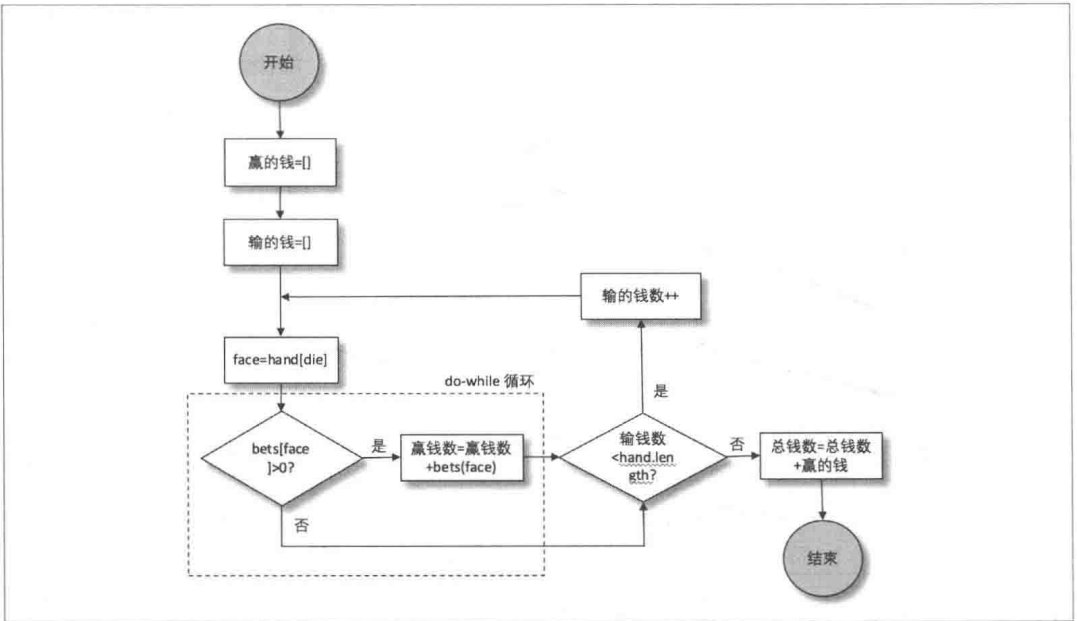 开始
赢的钱=[]
输的钱=[]
输的钱数++
face=hand[die]
do-while 循环
是
bets[face
]>0?
是
赢钱数=赢钱数
+bets(face)
输钱数
<hand.len
gth?
否
总钱数=总钱数
+赢的钱
否
结束